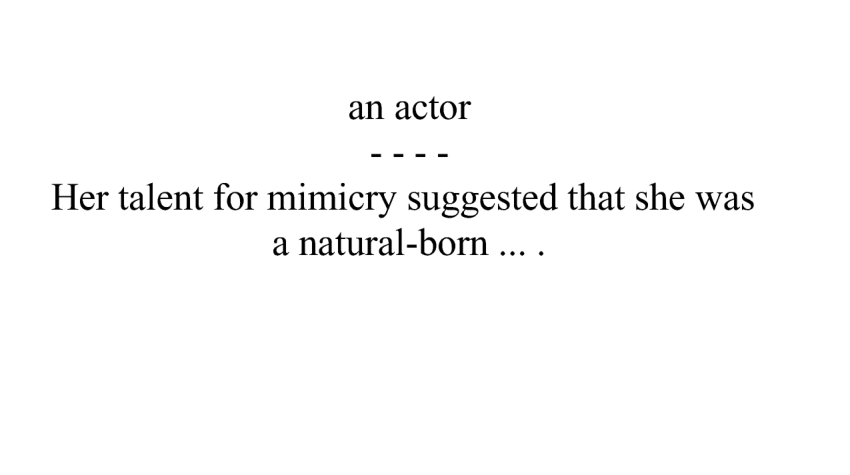 an actor
- - - -
Her talent for mimicry suggested that she was
a natural-born ... .